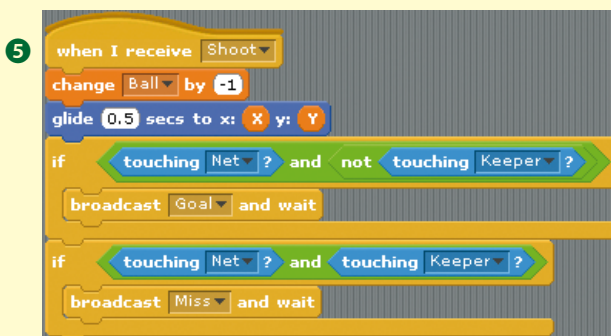 5
when I receive Shoot
change Ball by -1
glide 0.5 secs to x: X y: Y
if touching Net ? and not touching Keeper ?
broadcast Goal and wait
if touching Net ? and touching Keeper ?
broadcast Miss and wait